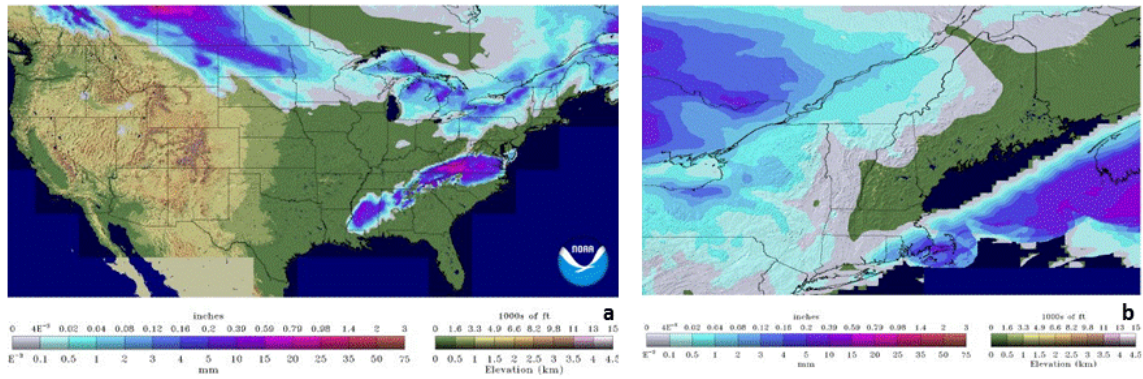 NOAA
a
inches
0 4E⁻³ 0.02 0.04 0.08 0.12 0.16 0.2 0.39 0.59 0.79 0.98 1.4 2 3
E⁻³ 0.1 0.5 1 2 3 4 5 10 15 20 25 35 50 75
mm
1000s of ft
0 1.6 3.3 4.9 6.6 8.2 9.8 11 13 15
0 0.5 1 1.5 2 2.5 3 3.5 4 4.5
Elevation (km)
b
inches
0 4E⁻³ 0.02 0.04 0.08 0.12 0.16 0.2 0.39 0.59 0.79 0.98 1.4 2 3
E⁻³ 0.1 0.5 1 2 3 4 5 10 15 20 25 35 50 75
mm
1000s of ft
0 1.6 3.3 4.9 6.6 8.2 9.8 11 13 15
0 0.5 1 1.5 2 2.5 3 3.5 4 4.5
Elevation (km)